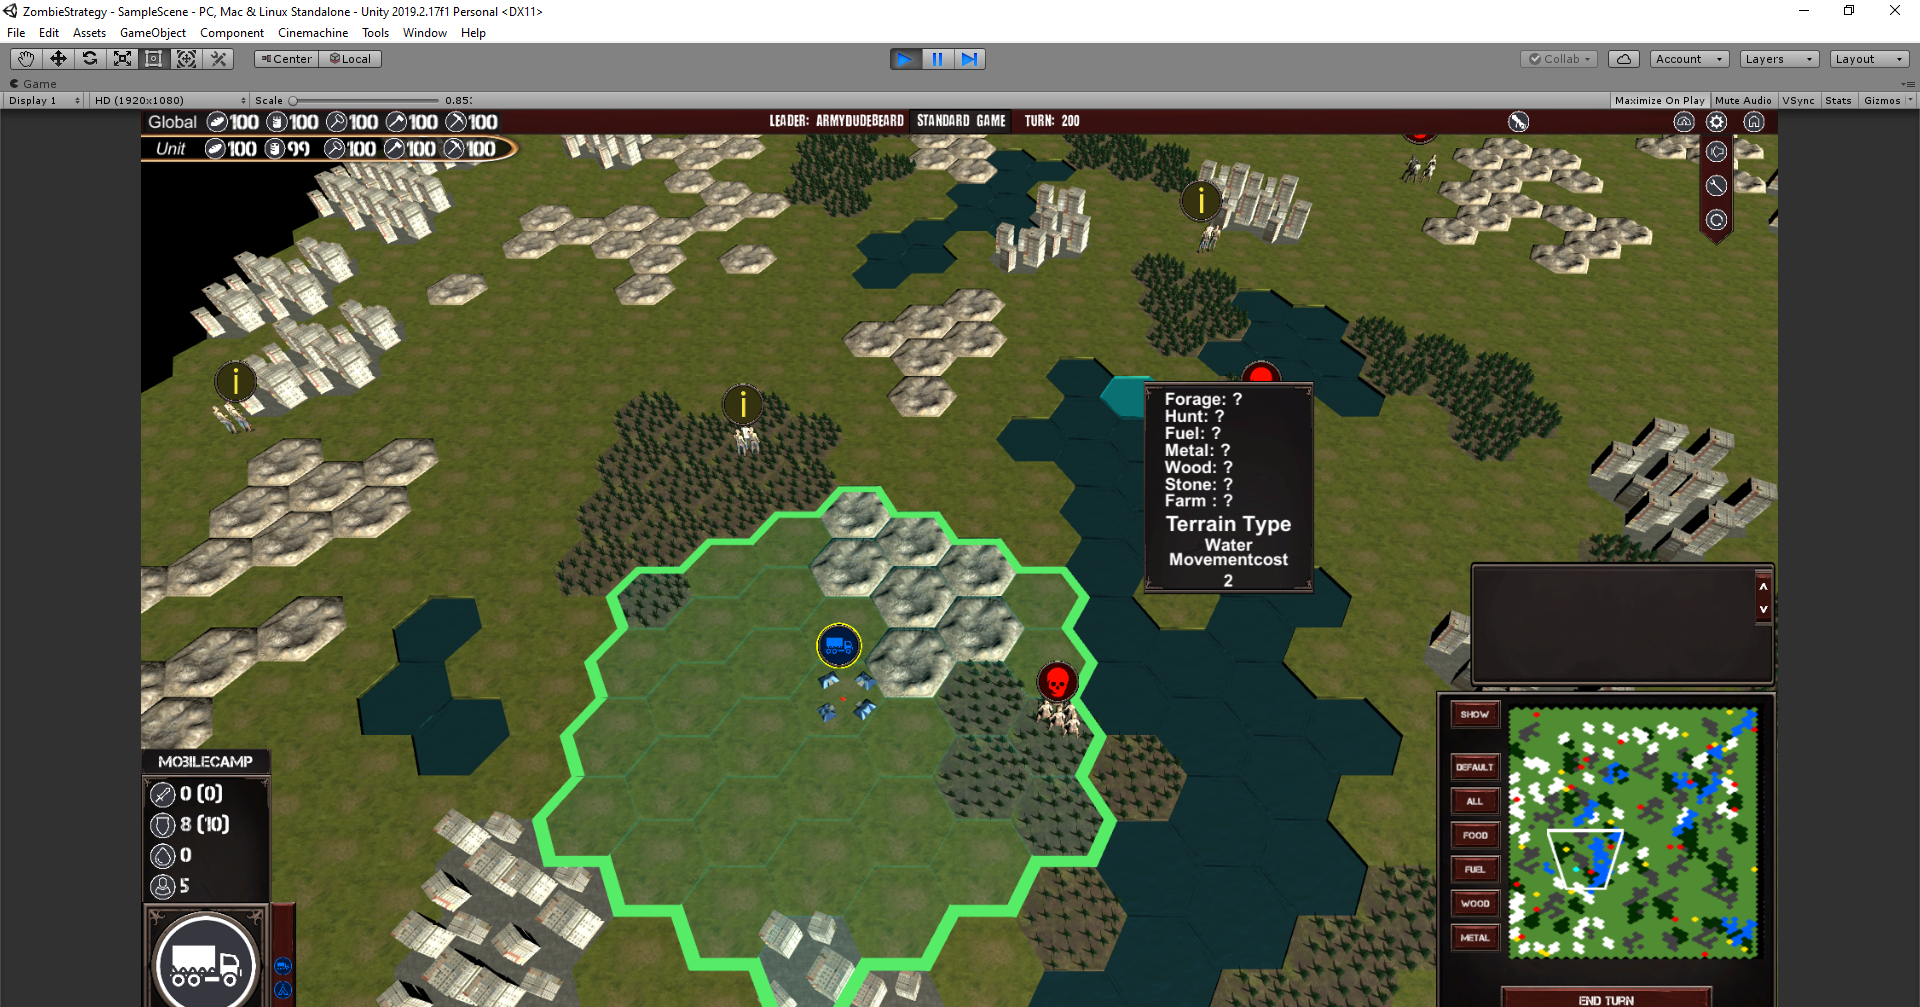 ZombieStrategy - SampleScene - PC, Mac & Linux Standalone - Unity 2019.2.17f1 Personal <DX11>
File Edit Assets GameObject Component Cinemachine Tools Window Help
Center Local Collab Account Layers Layout
Game
Display 1 HD (1920x1080) Scale 0.85: Maximize On Play Mute Audio VSync Stats Gizmos
Global 100 100 100 100 100 LEADER: ARMYDUDEBEARD STANDARD GAME TURN: 200
Unit 100 99 100 100 100
i
i
i
Forage: ?
Hunt: ?
Fuel: ?
Metal: ?
Wood: ?
Stone: ?
Farm : ?
Terrain Type
Water
Movementcost
2
MOBILECAMP
0 (0)
8 (10)
0
5
SHOW
DEFAULT
ALL
FOOD
FUEL
WOOD
METAL
END TURN